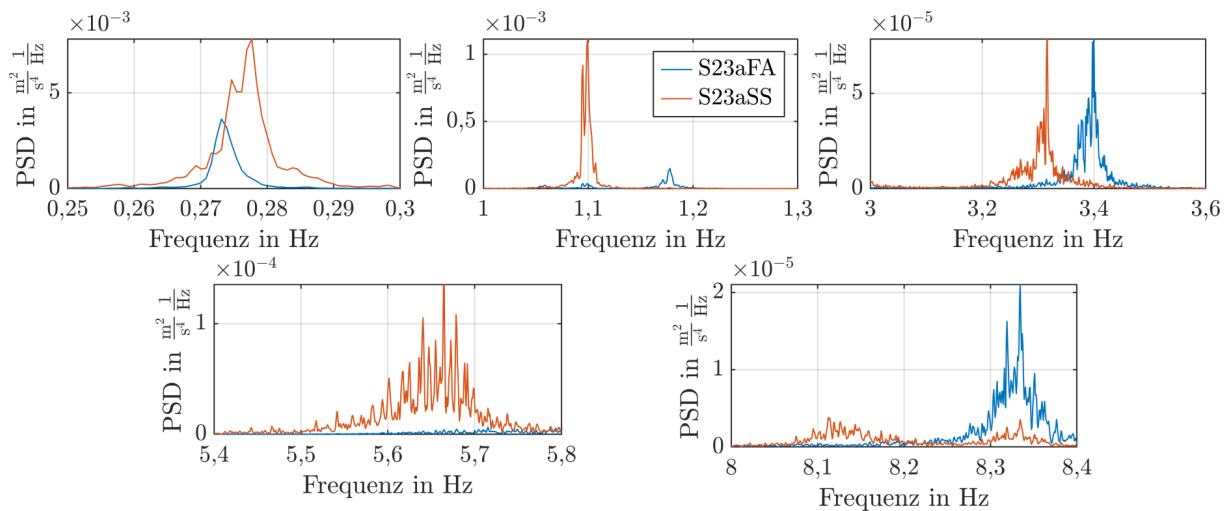 ×10⁻³
PSD in m²/s⁴ 1/Hz
5
0
0,25 0,26 0,27 0,28 0,29 0,3
Frequenz in Hz
×10⁻³
PSD in m²/s⁴ 1/Hz
1
0,5
0
1 1,1 1,2 1,3
Frequenz in Hz
S23aFA
S23aSS
×10⁻⁵
PSD in m²/s⁴ 1/Hz
5
0
3 3,2 3,4 3,6
Frequenz in Hz
×10⁻⁴
PSD in m²/s⁴ 1/Hz
1
0
5,4 5,5 5,6 5,7 5,8
Frequenz in Hz
×10⁻⁵
PSD in m²/s⁴ 1/Hz
2
1
0
8 8,1 8,2 8,3 8,4
Frequenz in Hz